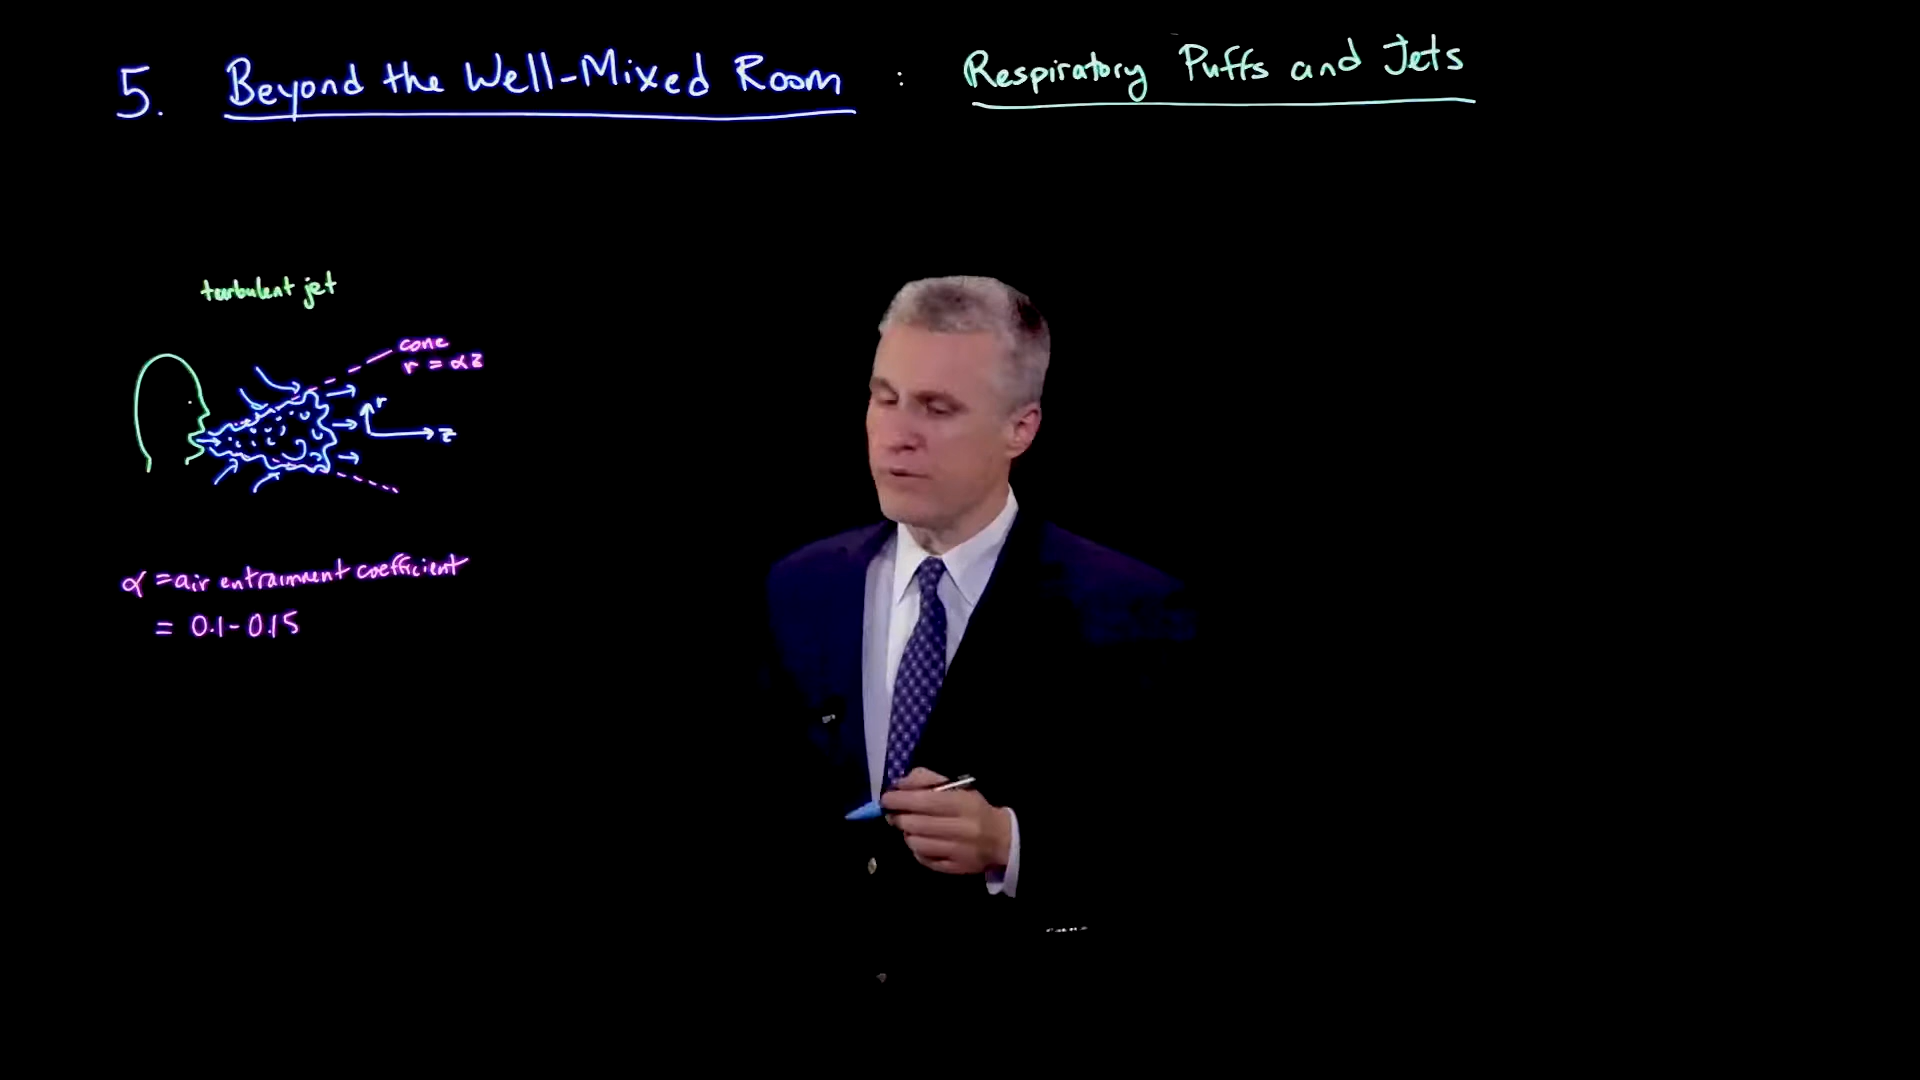 5. Beyond the Well-Mixed Room : Respiratory Puffs and Jets
turbulent jet
cone
r = αz
r
z
α = air entrainment coefficient
= 0.1 - 0.15